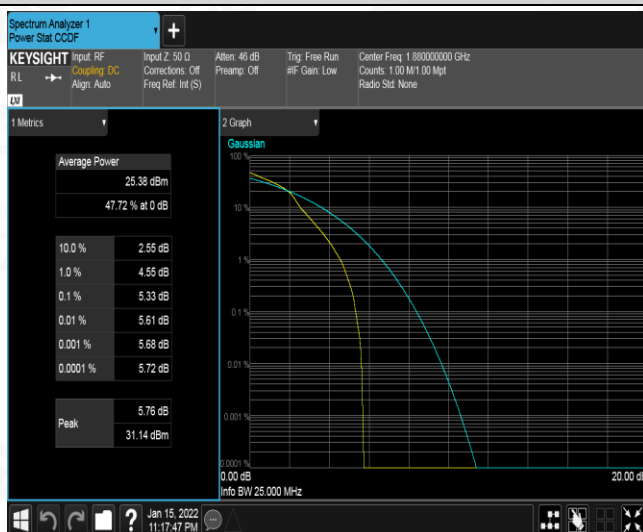 Spectrum Analyzer 1
Power Stat CCDF
KEYSIGHT
RL
LXI
Input: RF
Coupling: DC
Align: Auto
Input Z: 50 Ω
Corrections: Off
Freq Ref: Int (S)
Atten: 46 dB
Preamp: Off
Trig: Free Run
#IF Gain: Low
Center Freq: 1.880000000 GHz
Counts: 1.00 M/1.00 Mpt
Radio Std: None
1 Metrics
Average Power
25.38 dBm
47.72 % at 0 dB
10.0 % 2.55 dB
1.0 % 4.55 dB
0.1 % 5.33 dB
0.01 % 5.61 dB
0.001 % 5.68 dB
0.0001 % 5.72 dB
Peak
5.76 dB
31.14 dBm
2 Graph
Gaussian
100 %
10 %
1 %
0.1 %
0.01 %
0.001 %
0.0001 %
0.00 dB
20.00 dB
Info BW 25.000 MHz
Jan 15, 2022
11:17:47 PM